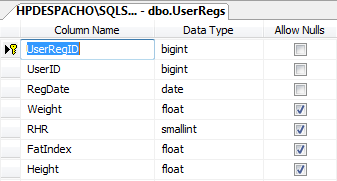 HPDESPACHO\SQLS... - dbo.UserRegs
Column Name Data Type Allow Nulls
UserRegID bigint
UserID bigint
RegDate date
Weight float
RHR smallint
FatIndex float
Height float